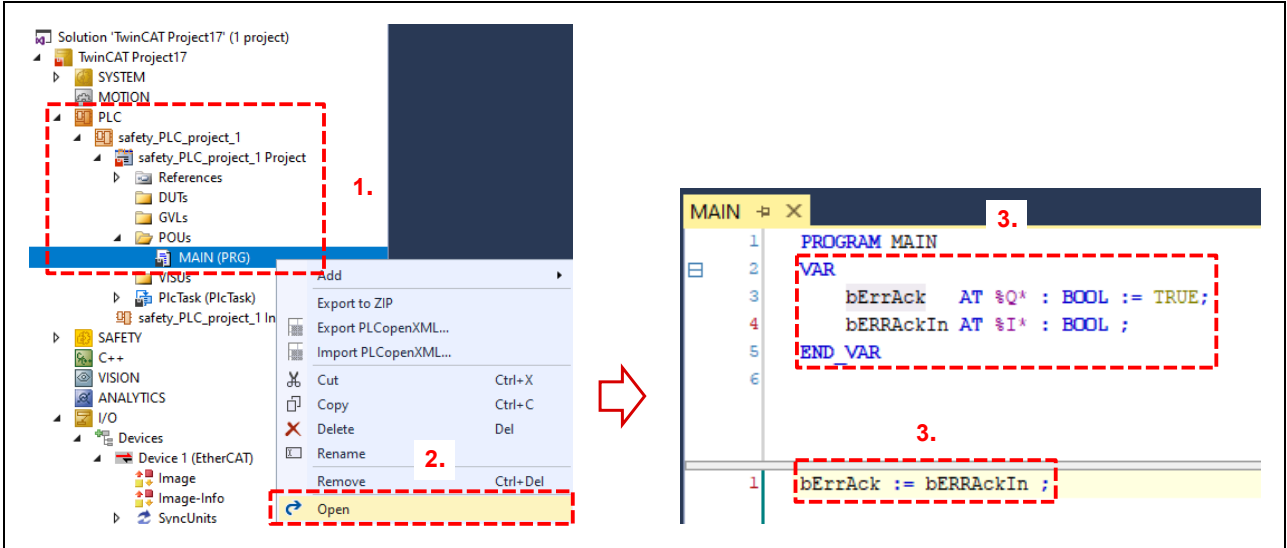 Solution 'TwinCAT Project17' (1 project)
TwinCAT Project17
SYSTEM
MOTION
PLC
safety_PLC_project_1
safety_PLC_project_1 Project
References
DUTs
GVLs
POUs
MAIN (PRG)
VISUs
PlcTask (PlcTask)
safety_PLC_project_1 In
SAFETY
C++
VISION
ANALYTICS
I/O
Devices
Device 1 (EtherCAT)
Image
Image-Info
SyncUnits
1.
Add
Export to ZIP
Export PLCopenXML...
Import PLCopenXML...
Cut Ctrl+X
Copy Ctrl+C
Delete Del
Rename
2.
Remove Ctrl+Del
Open
MAIN
3.
1 PROGRAM MAIN
2 VAR
3 bErrAck AT %Q* : BOOL := TRUE;
4 bERRAckIn AT %I* : BOOL ;
5 END_VAR
6
3.
1 bErrAck := bERRAckIn ;